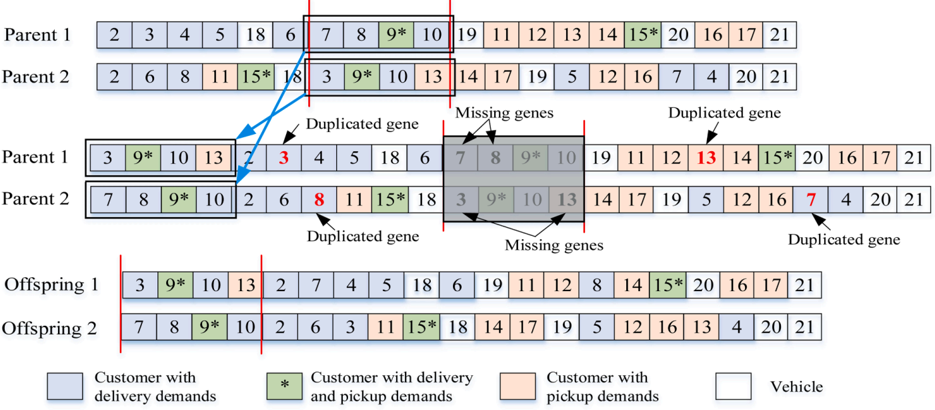 Parent 1 2 3 4 5 18 6 7 8 9* 10 19 11 12 13 14 15* 20 16 17 21
Parent 2 2 6 8 11 15* 18 3 9* 10 13 14 17 19 5 12 16 7 4 20 21
Missing genes
Duplicated gene Duplicated gene
Parent 1 3 9* 10 13 2 3 4 5 18 6 7 8 9* 10 19 11 12 13 14 15* 20 16 17 21
Parent 2 7 8 9* 10 2 6 8 11 15* 18 3 9* 10 13 14 17 19 5 12 16 7 4 20 21
Duplicated gene Missing genes Duplicated gene
Offspring 1 3 9* 10 13 2 7 4 5 18 6 19 11 12 8 14 15* 20 16 17 21
Offspring 2 7 8 9* 10 2 6 3 11 15* 18 14 17 19 5 12 16 13 4 20 21
Customer with delivery demands
* Customer with delivery and pickup demands
Customer with pickup demands
Vehicle